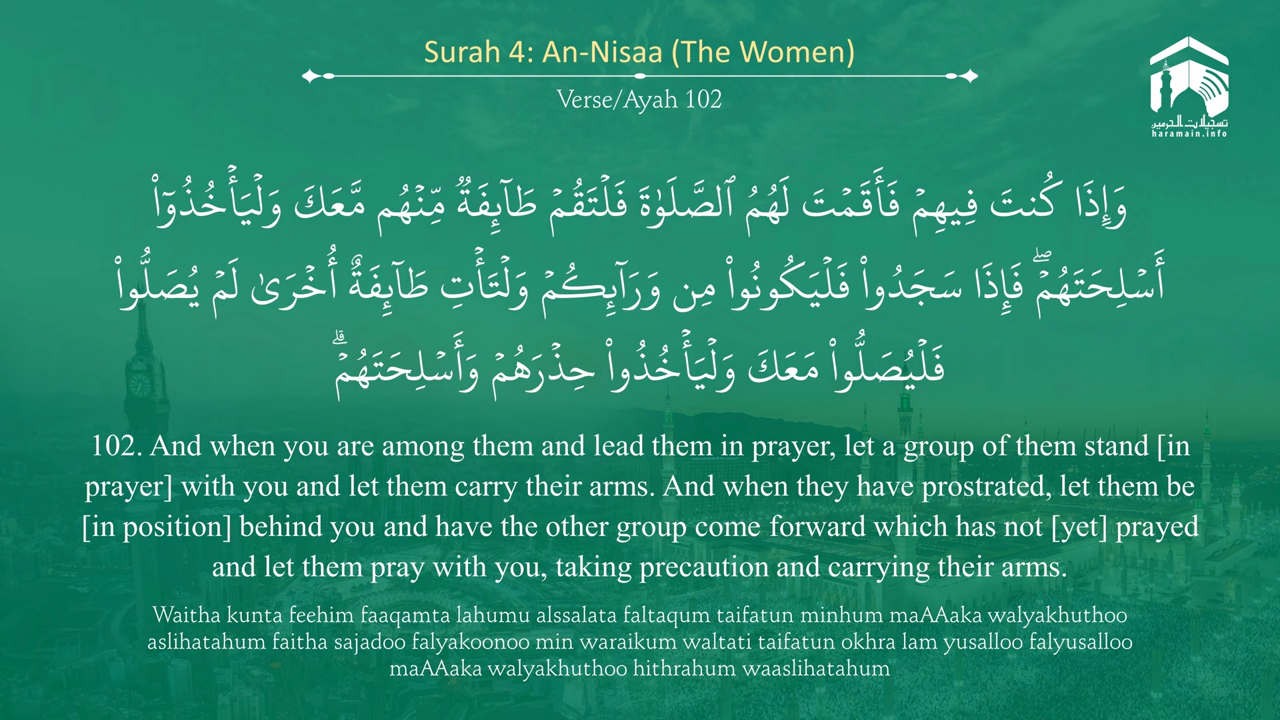 Surah 4: An-Nisaa (The Women)
Verse/Ayah 102
تسجيلات الحرمين
haramain.info
وَإِذَا كُنتَ فِيهِمۡ فَأَقَمۡتَ لَهُمُ ٱلصَّلَوٰةَ فَلۡتَقُمۡ طَآئِفَةٞ مِّنۡهُم مَّعَكَ وَلۡيَأۡخُذُوٓاْ
أَسۡلِحَتَهُمۡۖ فَإِذَا سَجَدُواْ فَلۡيَكُونُواْ مِن وَرَآئِكُمۡ وَلۡتَأۡتِ طَآئِفَةٌ أُخۡرَىٰ لَمۡ يُصَلُّواْ
فَلۡيُصَلُّواْ مَعَكَ وَلۡيَأۡخُذُواْ حِذۡرَهُمۡ وَأَسۡلِحَتَهُمۡۗ
102. And when you are among them and lead them in prayer, let a group of them stand [in
prayer] with you and let them carry their arms. And when they have prostrated, let them be
[in position] behind you and have the other group come forward which has not [yet] prayed
and let them pray with you, taking precaution and carrying their arms.
Waitha kunta feehim faaqamta lahumu alssalata faltaqum taifatun minhum maAAaka walyakhuthoo
aslihatahum faitha sajadoo falyakoonoo min waraikum waltati taifatun okhra lam yusalloo falyusalloo
maAAaka walyakhuthoo hithrahum waaslihatahum